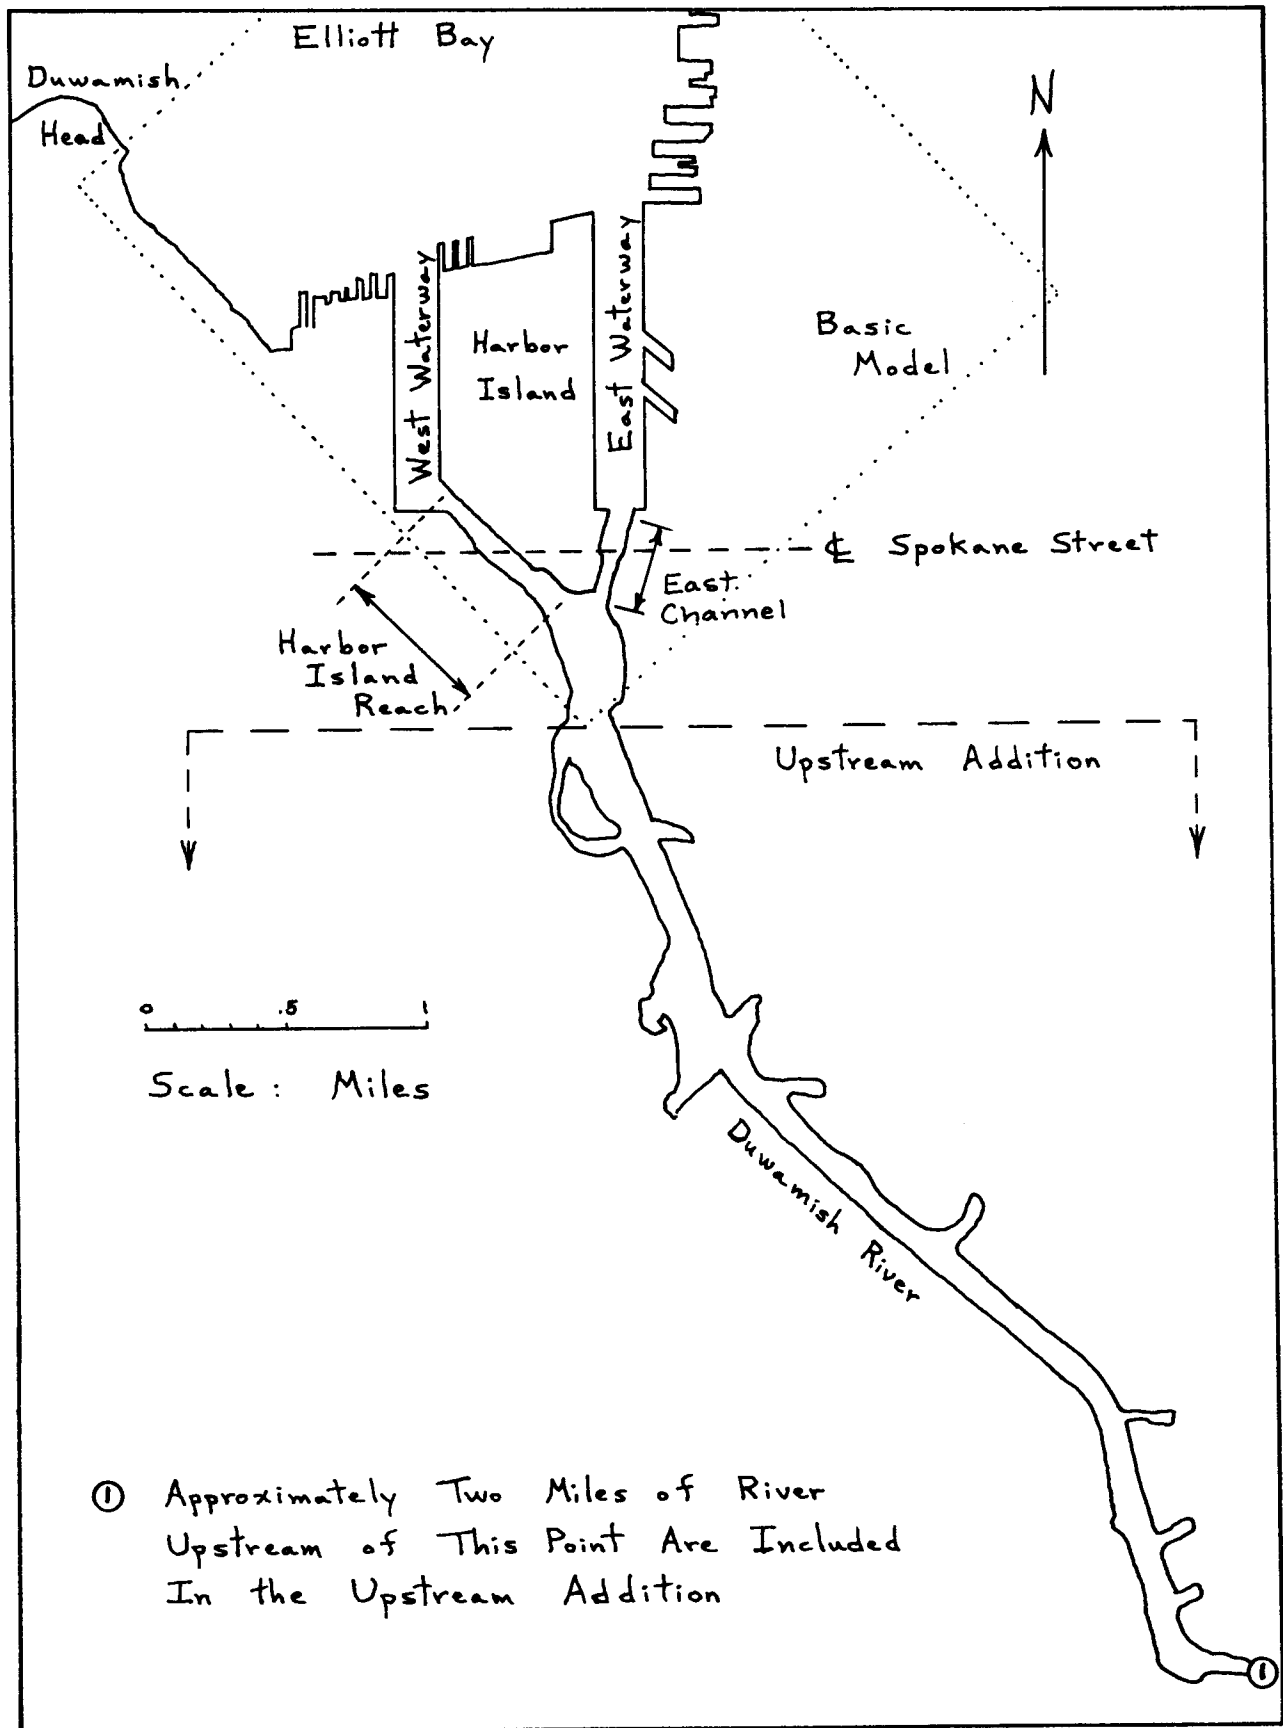 Elliott Bay
Duwamish
Head
N
West Waterway
Harbor
Island
East Waterway
Basic
Model
℄ Spokane Street
East
Channel
Harbor
Island
Reach
Upstream Addition
0 .5 1
Scale: Miles
Duwamish River
① Approximately Two Miles of River
Upstream of This Point Are Included
In the Upstream Addition
①